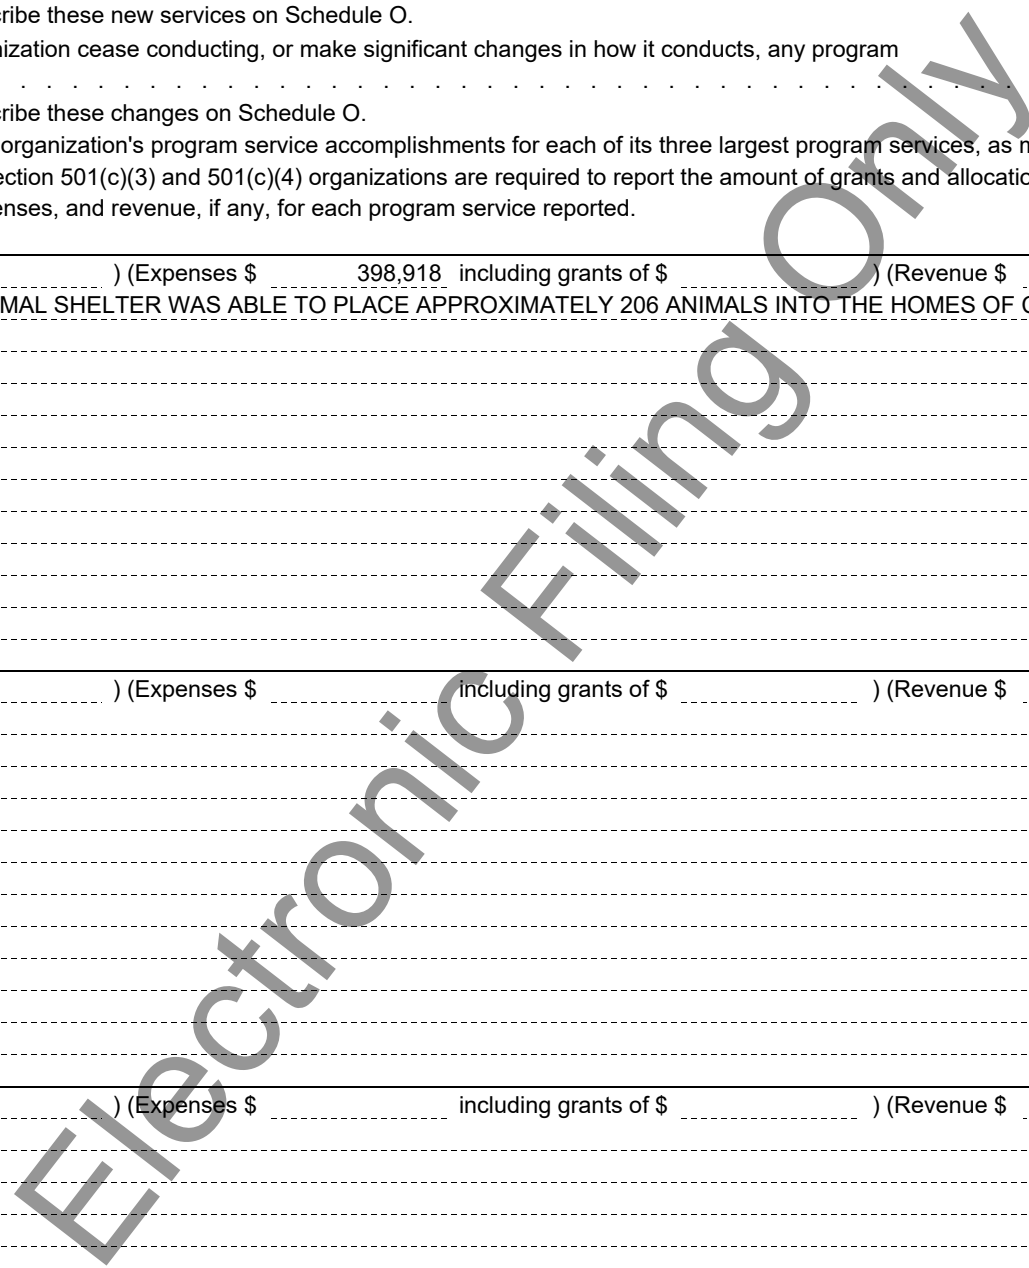 cribe these new services on Schedule O.
nization cease conducting, or make significant changes in how it conducts, any program
. . . . . . . . . . . . . . . . . . . . . . . . . . . . . . . . . . . . . . .
cribe these changes on Schedule O.
organization's program service accomplishments for each of its three largest program services, as m
ection 501(c)(3) and 501(c)(4) organizations are required to report the amount of grants and allocatio
enses, and revenue, if any, for each program service reported.
) (Expenses $ 398,918 including grants of $ ) (Revenue $
MAL SHELTER WAS ABLE TO PLACE APPROXIMATELY 206 ANIMALS INTO THE HOMES OF
) (Expenses $ including grants of $ ) (Revenue $
) (Expenses $ including grants of $ ) (Revenue $
Electronic Filing Only